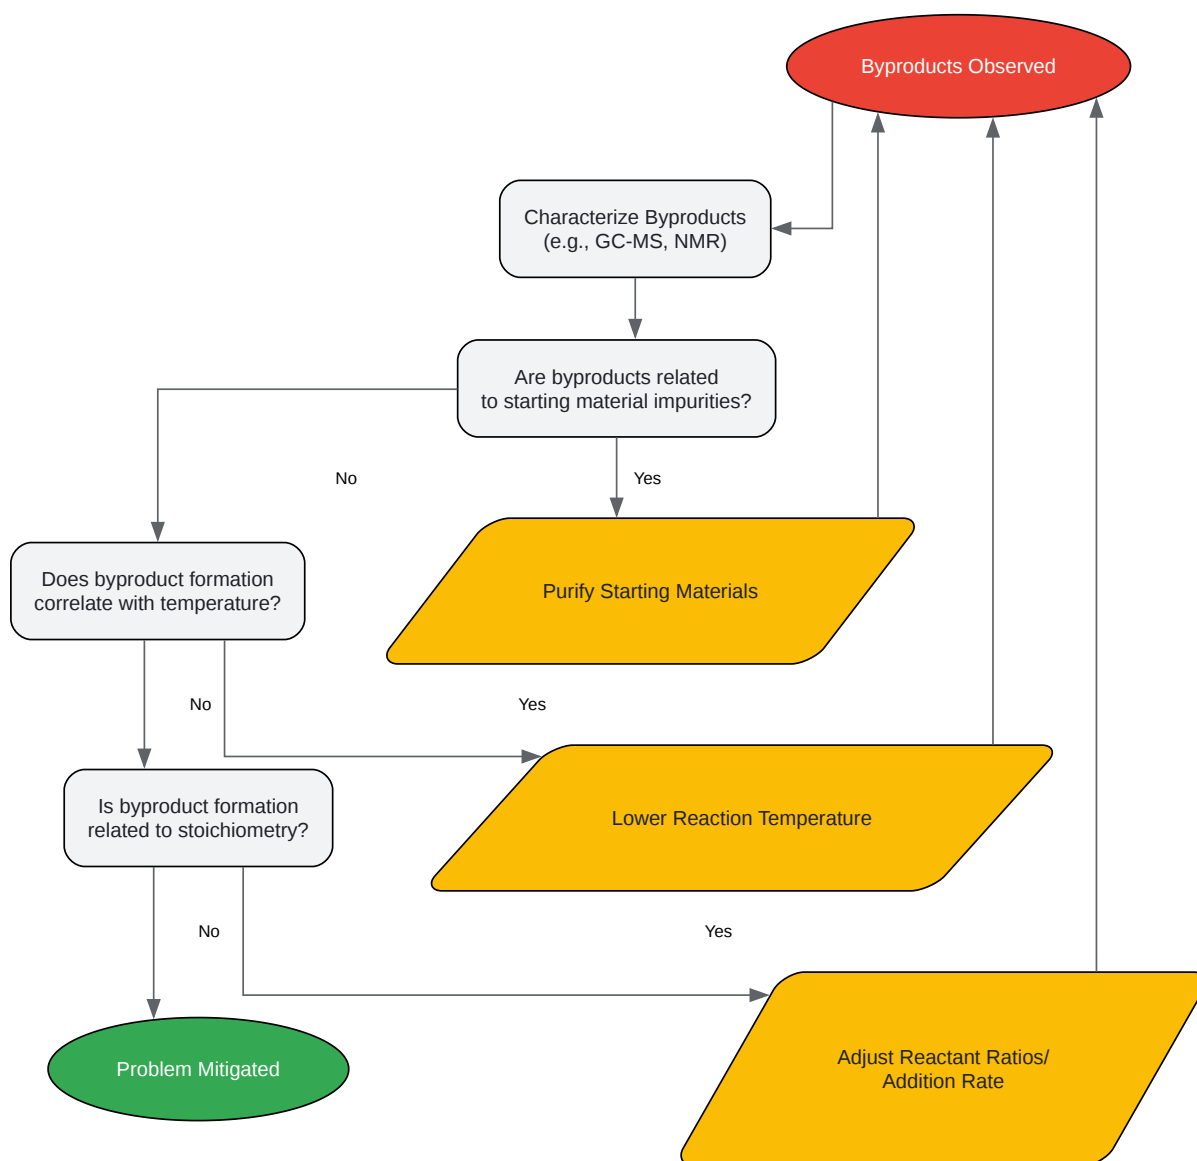 Byproducts Observed
Characterize Byproducts
(e.g., GC-MS, NMR)
Are byproducts related
to starting material impurities?
No
Yes
Does byproduct formation
correlate with temperature?
Purify Starting Materials
No
Yes
Is byproduct formation
related to stoichiometry?
Lower Reaction Temperature
No
Yes
Problem Mitigated
Adjust Reactant Ratios/
Addition Rate